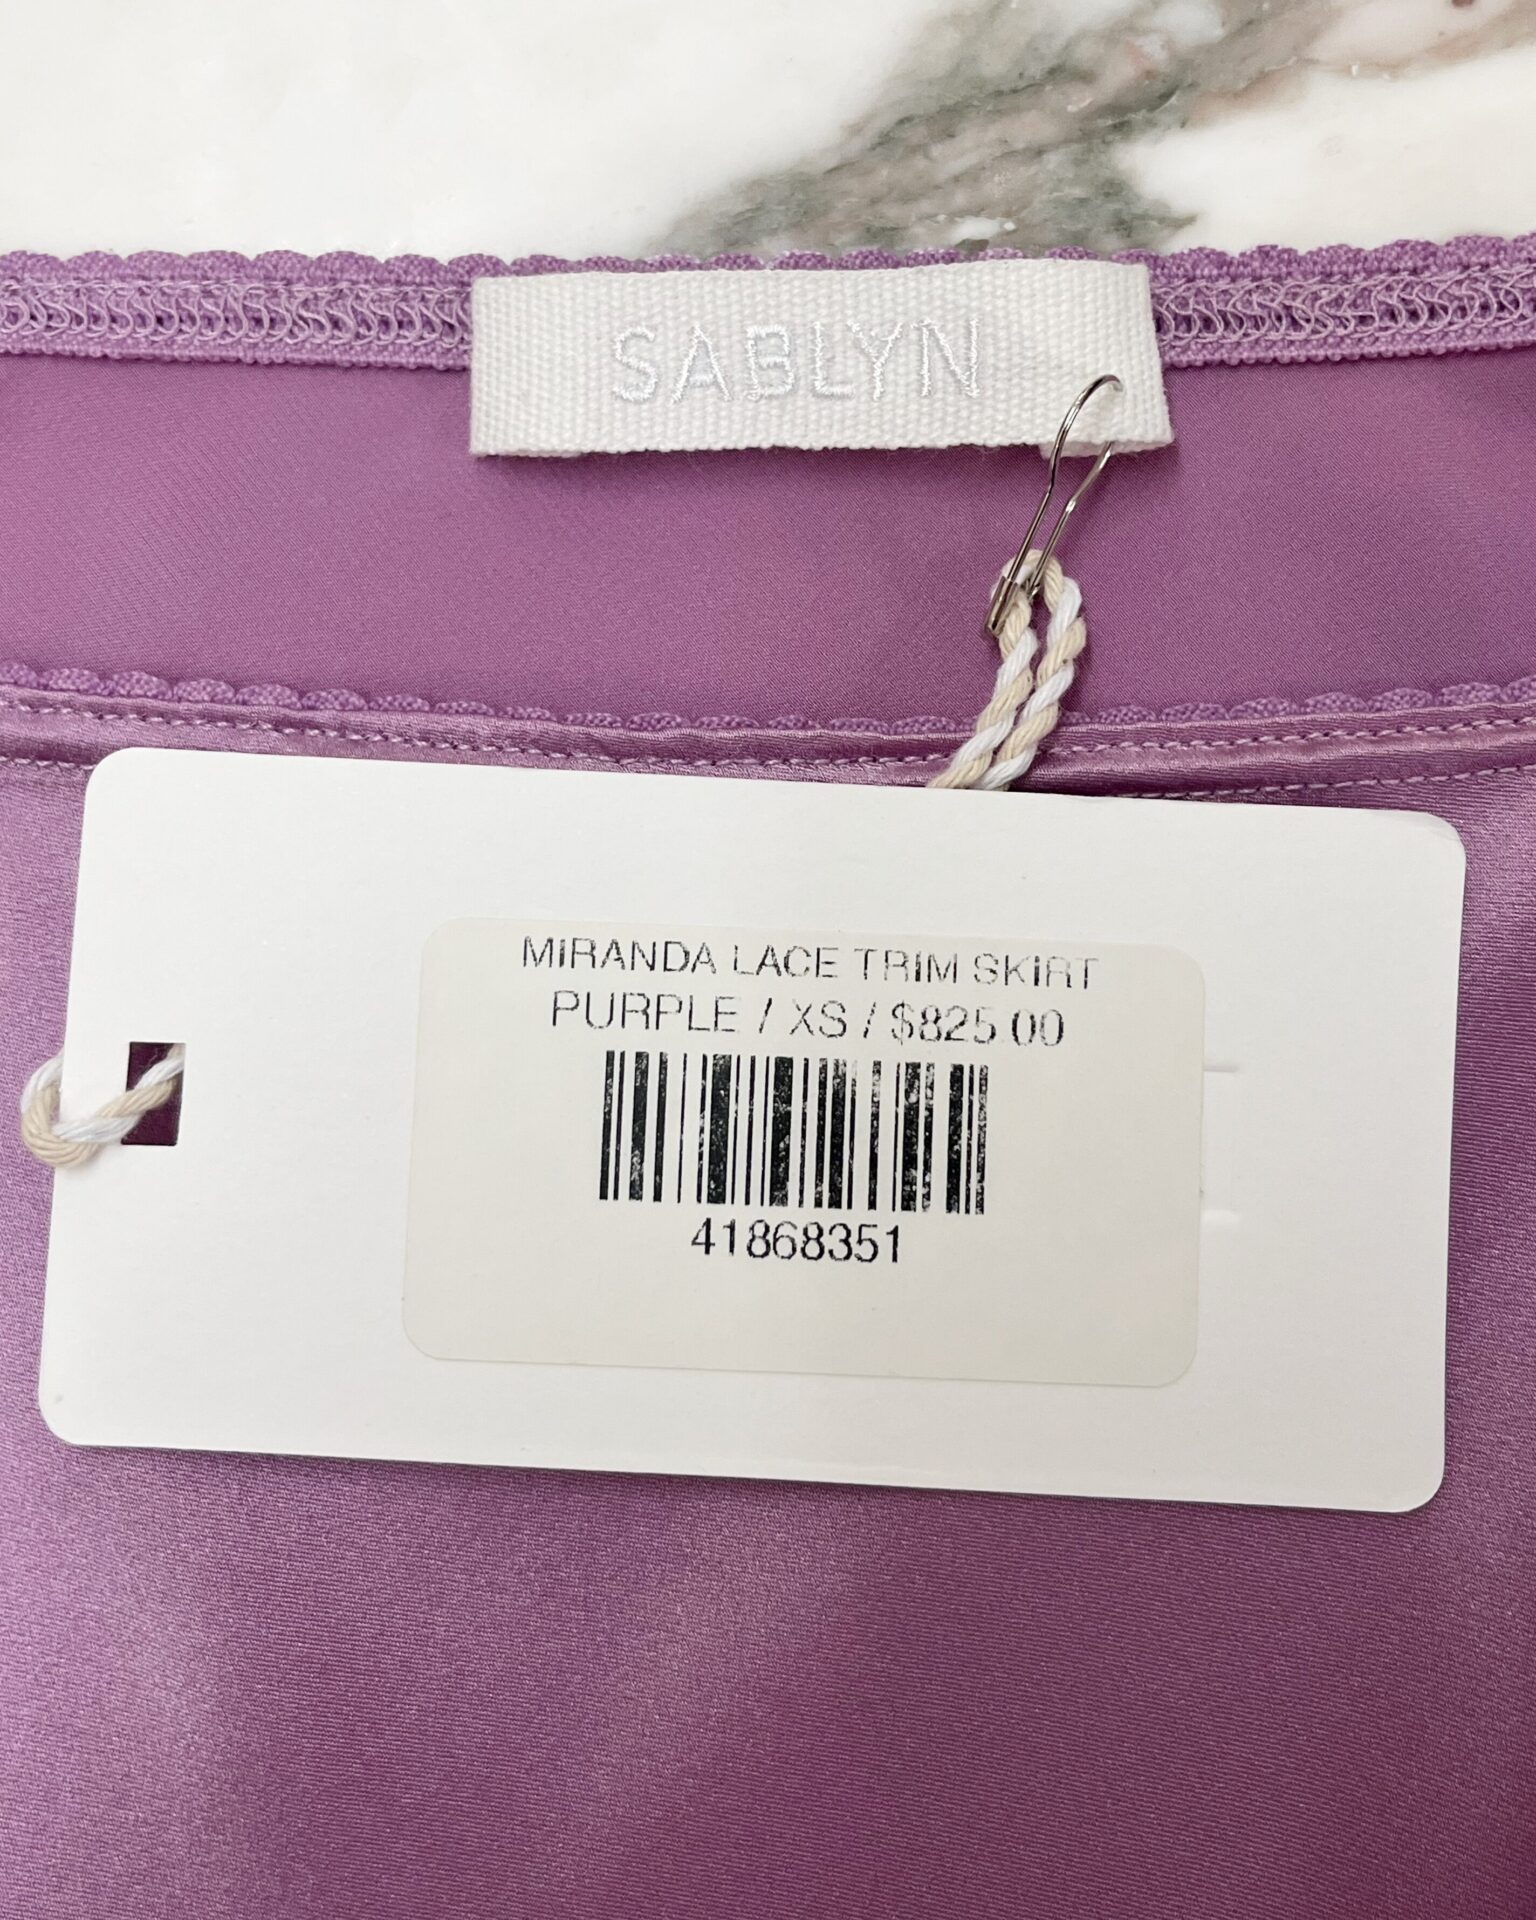 SABLYN
MIRANDA LACE TRIM SKIRT
PURPLE / XS / $825.00
41868351